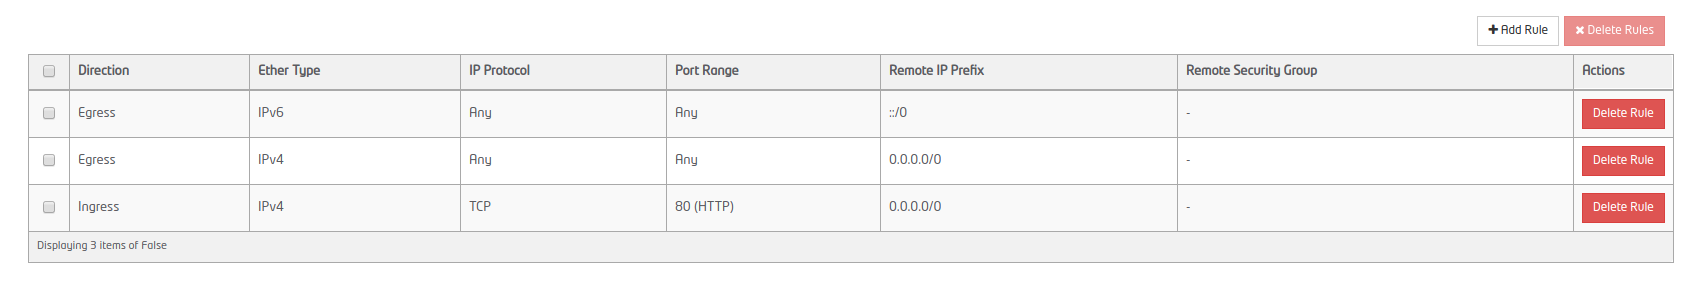 Add Rule Delete Rules
Direction Ether Type IP Protocol Port Range Remote IP Prefix Remote Security Group Actions
Egress IPv6 Any Any ::/0 - Delete Rule
Egress IPv4 Any Any 0.0.0.0/0 - Delete Rule
Ingress IPv4 TCP 80 (HTTP) 0.0.0.0/0 - Delete Rule
Displaying 3 items of False